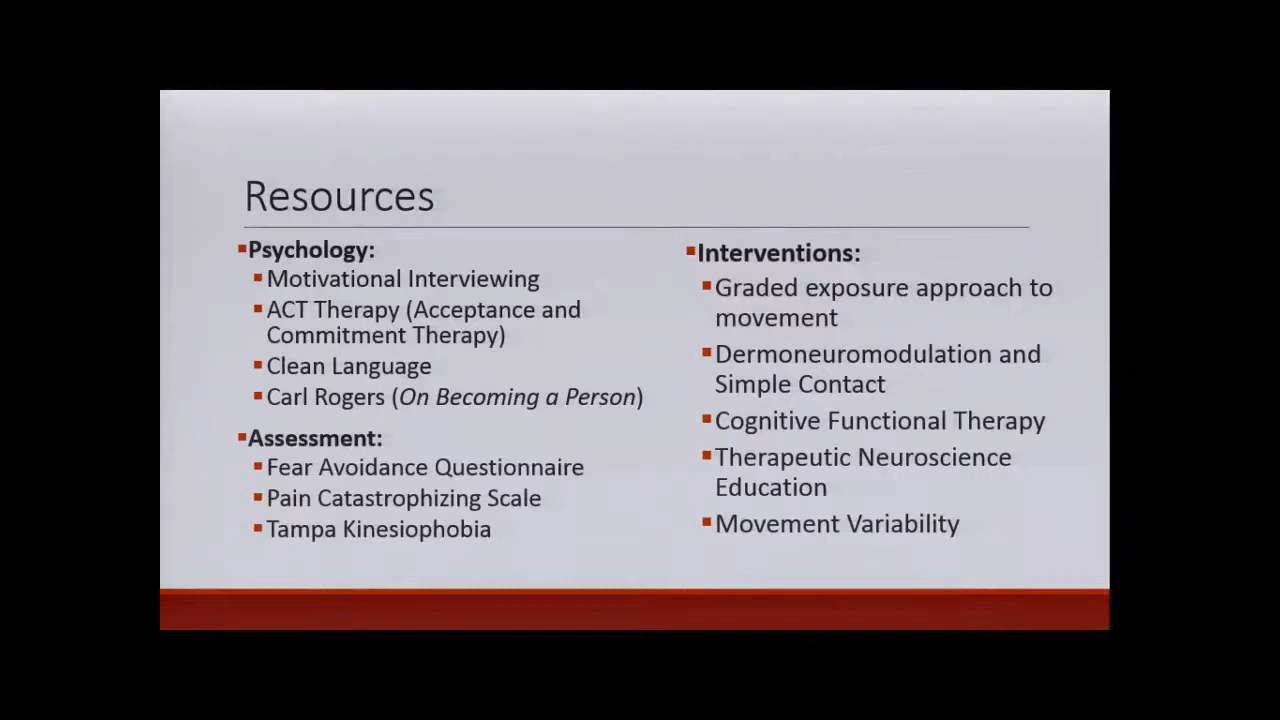 Resources
▪Psychology:
▪Motivational Interviewing
▪ACT Therapy (Acceptance and
Commitment Therapy)
▪Clean Language
▪Carl Rogers (On Becoming a Person)
▪Assessment:
▪Fear Avoidance Questionnaire
▪Pain Catastrophizing Scale
▪Tampa Kinesiophobia
▪Interventions:
▪Graded exposure approach to
movement
▪Dermoneuromodulation and
Simple Contact
▪Cognitive Functional Therapy
▪Therapeutic Neuroscience
Education
▪Movement Variability